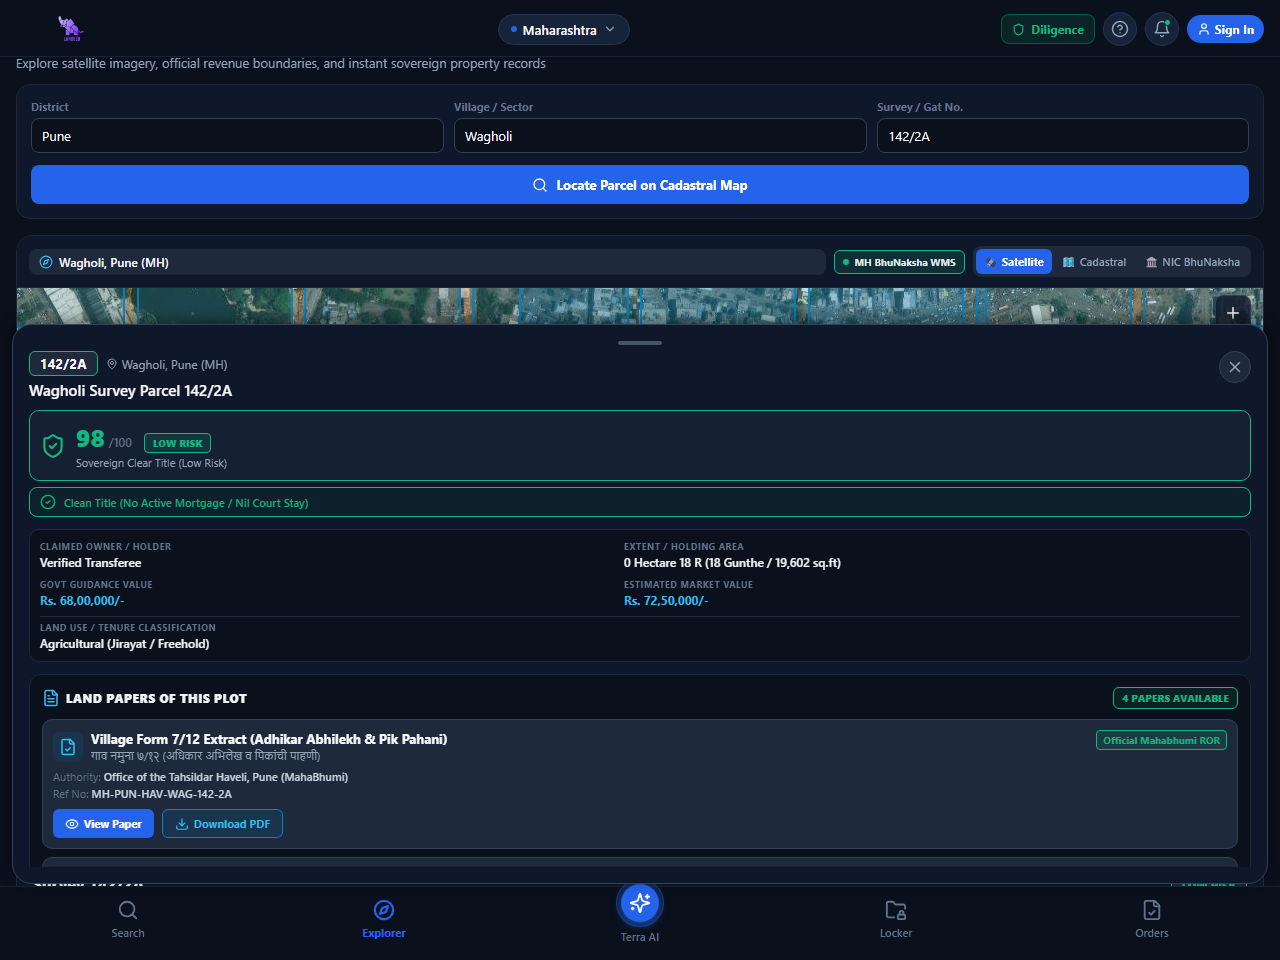 Maharashtra
Diligence
Sign In
Explore satellite imagery, official revenue boundaries, and instant sovereign property records
District
Village / Sector
Survey / Gat No.
Pune
Wagholi
142/2A
Locate Parcel on Cadastral Map
Wagholi, Pune (MH)
MH BhuNaksha WMS
Satellite
Cadastral
NIC BhuNaksha
142/2A
Wagholi, Pune (MH)
Wagholi Survey Parcel 142/2A
98 /100
LOW RISK
Sovereign Clear Title (Low Risk)
Clean Title (No Active Mortgage / Nil Court Stay)
CLAIMED OWNER / HOLDER
Verified Transferee
EXTENT / HOLDING AREA
0 Hectare 18 R (18 Gunthe / 19,602 sq.ft)
GOVT GUIDANCE VALUE
Rs. 68,00,000/-
ESTIMATED MARKET VALUE
Rs. 72,50,000/-
LAND USE / TENURE CLASSIFICATION
Agricultural (Jirayat / Freehold)
LAND PAPERS OF THIS PLOT
4 PAPERS AVAILABLE
Village Form 7/12 Extract (Adhikar Abhilekh & Pik Pahani)
Official Mahabhumi ROR
गाव नमुना ७/१२ (अधिकार अभिलेख व पिकांची पाहणी)
Authority: Office of the Tahsildar Haveli, Pune (MahaBhumi)
Ref No: MH-PUN-HAV-WAG-142-2A
View Paper
Download PDF
Search
Explorer
Terra AI
Locker
Orders